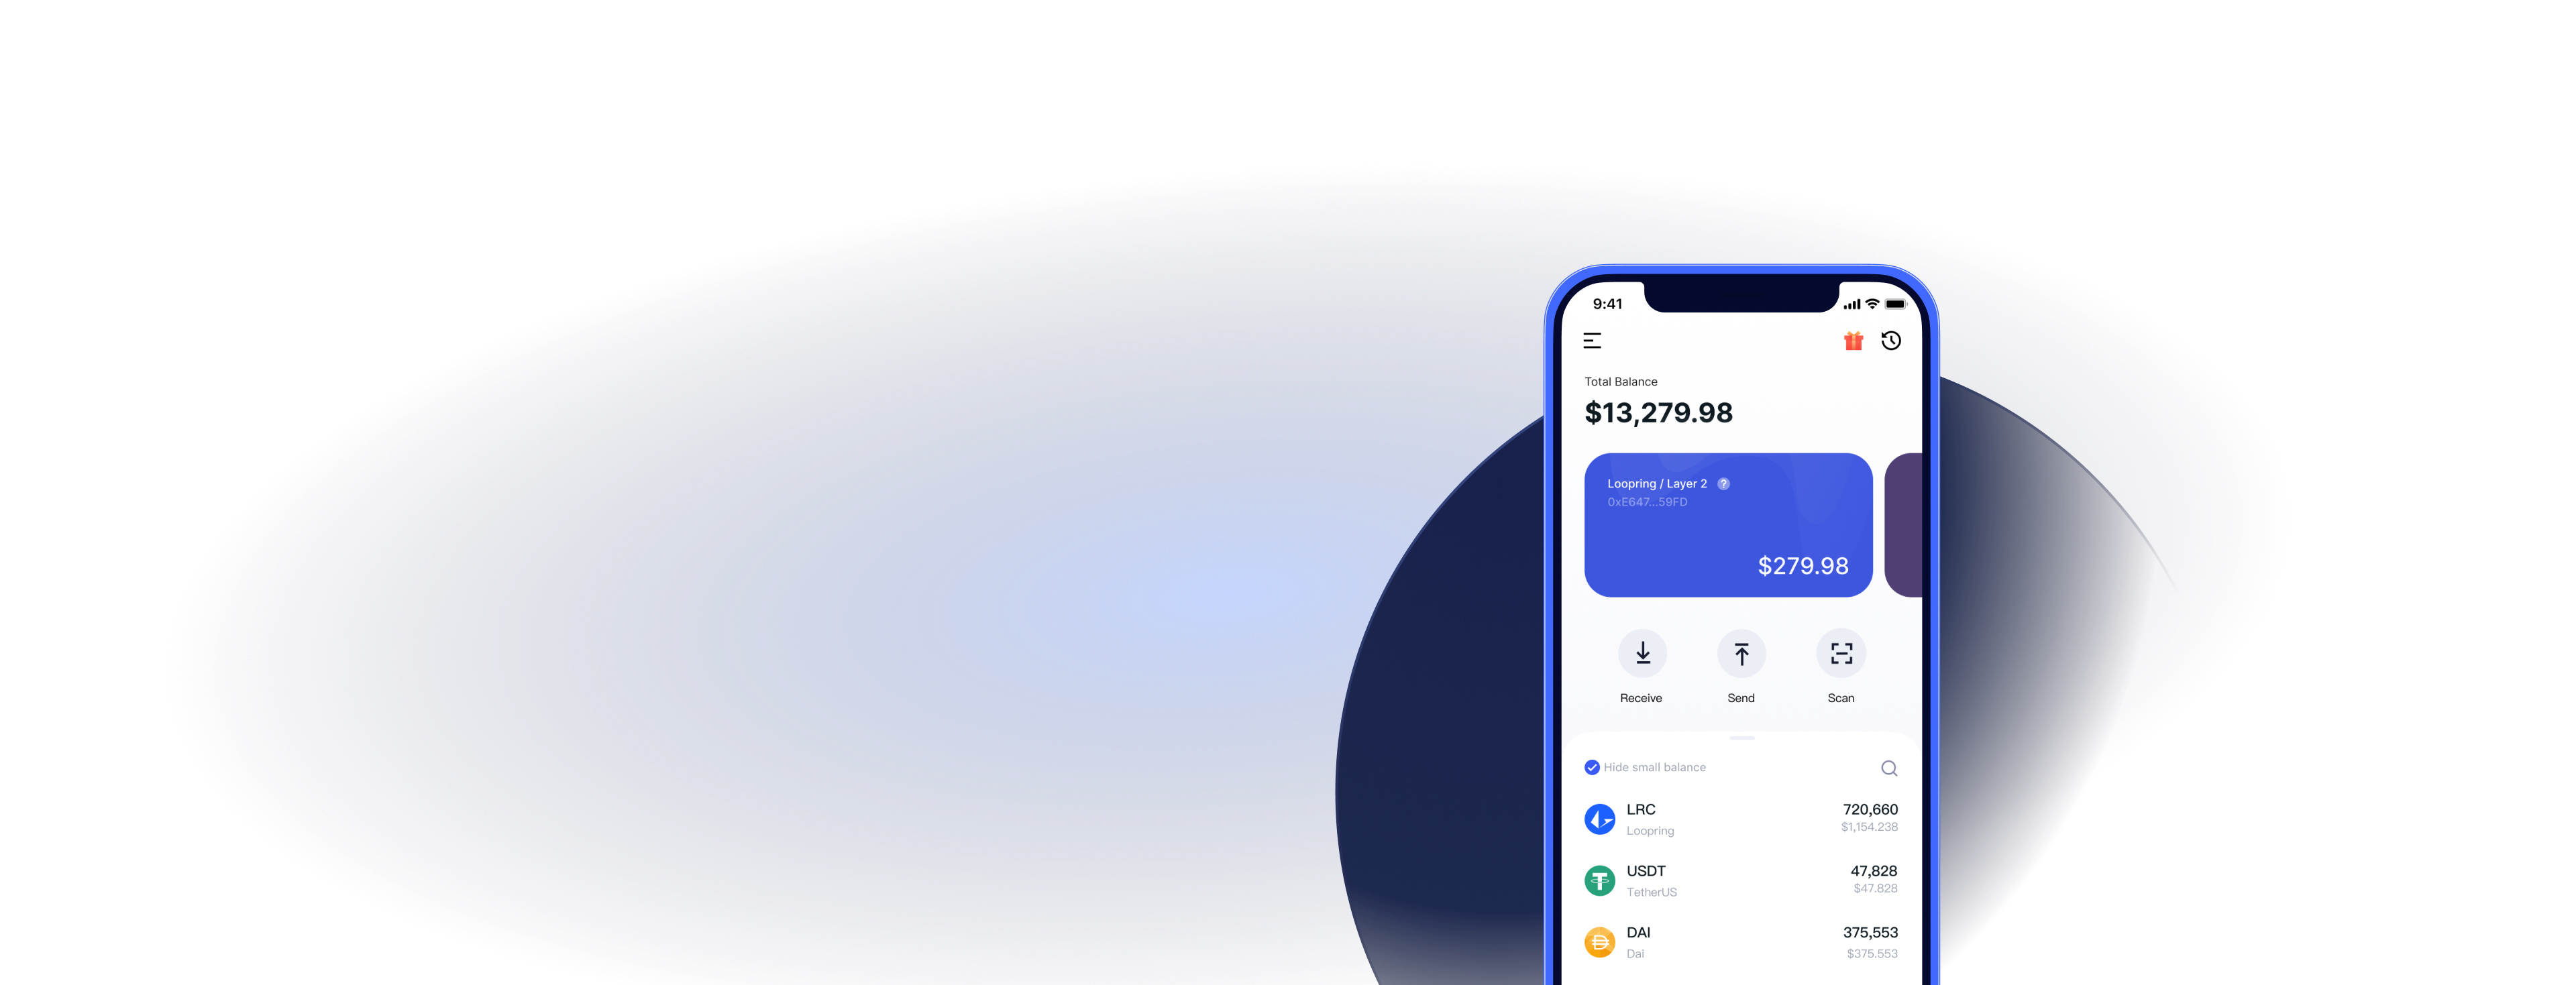 9:41
Total Balance
$13,279.98
Loopring / Layer 2 ?
0xE647...59FD
$279.98
Receive Send Scan
Hide small balance
LRC 720,660
Loopring $1,154.238
USDT 47,828
TetherUS $47.828
DAI 375,553
Dai $375.553